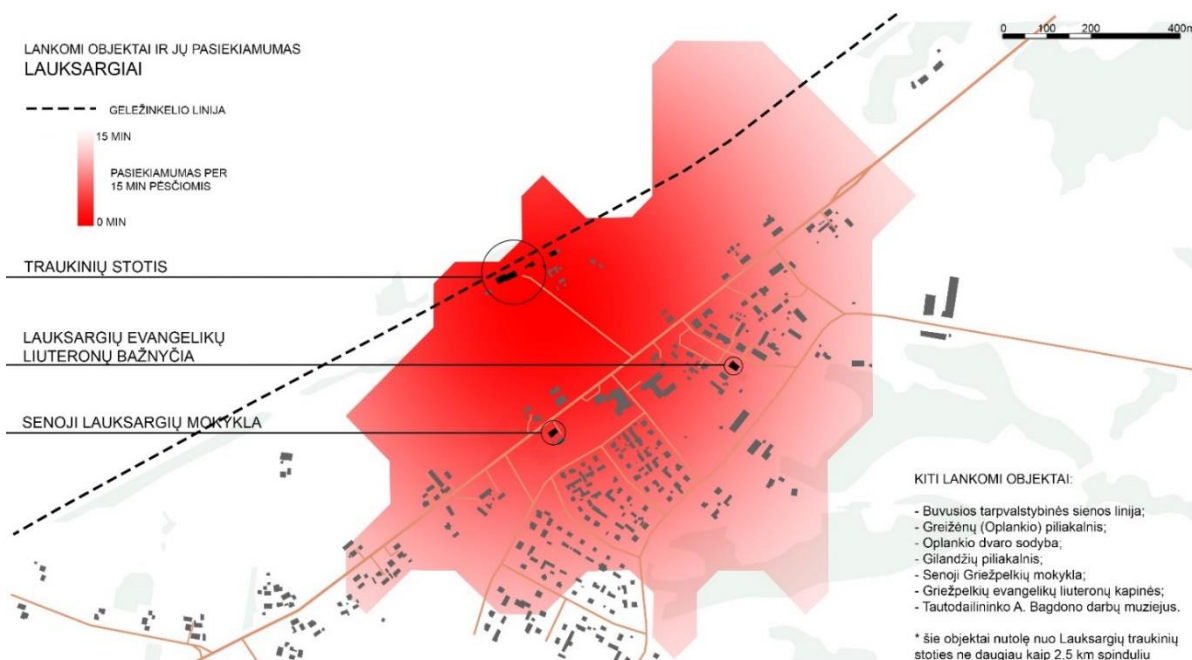 LANKOMI OBJEKTAI IR JŲ PASIEKIAMUMAS
LAUKSARGIAI
GELEŽINKELIO LINIJA
15 MIN
PASIEKIAMUMAS PER
15 MIN PĖSČIOMIS
0 MIN
TRAUKINIŲ STOTIS
LAUKSARGIŲ EVANGELIKŲ
LIUTERONŲ BAŽNYČIA
SENOJI LAUKSARGIŲ MOKYKLA
0 100 200 400m
KITI LANKOMI OBJEKTAI:
- Buvusios tarpvalstybinės sienos linija;
- Greižėnų (Oplankio) piliakalnis;
- Oplankio dvaro sodyba;
- Gilandžių piliakalnis;
- Senoji Griežpelkių mokykla;
- Griežpelkių evangelikų liuteronų kapinės;
- Tautodailininko A. Bagdono darbų muziejus.
* šie objektai nutolę nuo Lauksargių traukinių
stoties ne daugiau kaip 2,5 km spinduliu